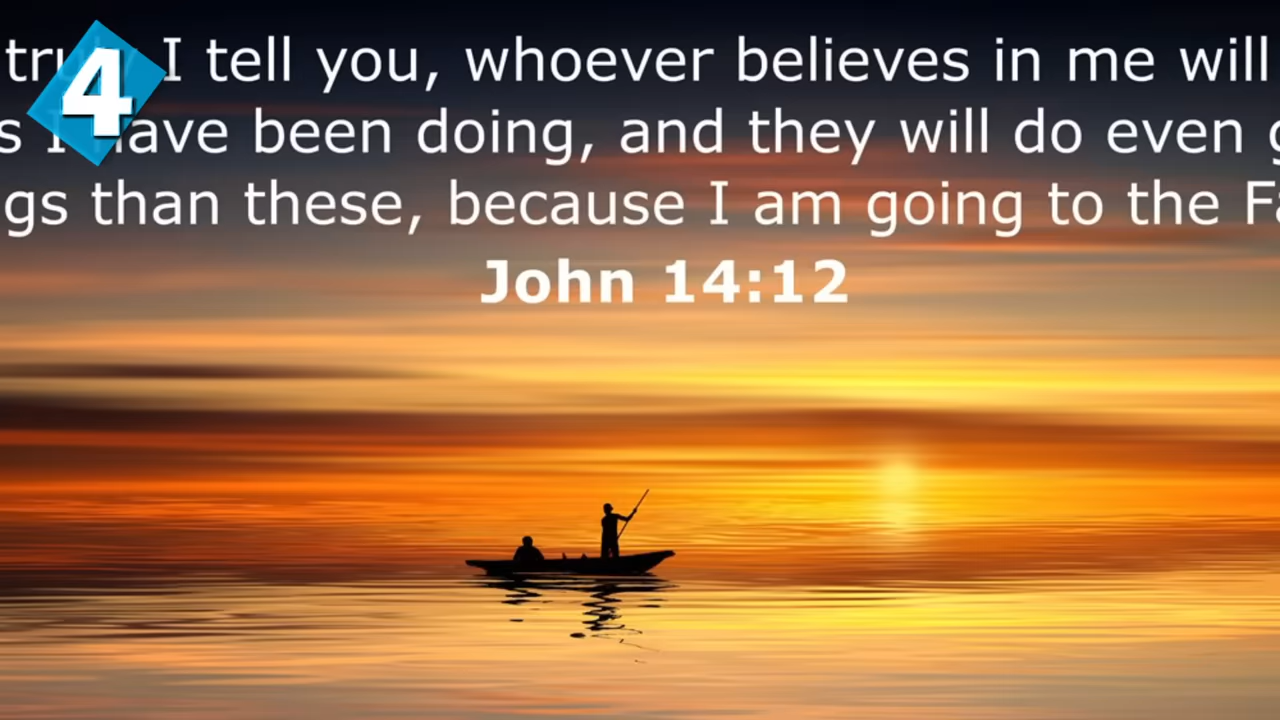 4
I tell you, whoever believes in me will
I have been doing, and they will do even
than these, because I am going to the
John 14:12